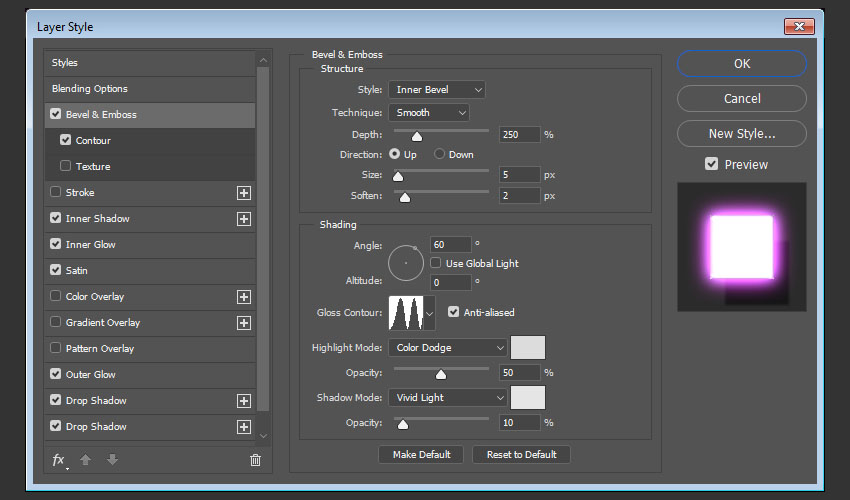 Layer Style
Styles
Blending Options
Bevel & Emboss
Contour
Texture
Stroke
Inner Shadow
Inner Glow
Satin
Color Overlay
Gradient Overlay
Pattern Overlay
Outer Glow
Drop Shadow
Drop Shadow
fx
Bevel & Emboss
Structure
Style: Inner Bevel
Technique: Smooth
Depth: 250 %
Direction: Up Down
Size: 5 px
Soften: 2 px
Shading
Angle: 60 °
Use Global Light
Altitude: 0 °
Gloss Contour: Anti-aliased
Highlight Mode: Color Dodge
Opacity: 50 %
Shadow Mode: Vivid Light
Opacity: 10 %
Make Default Reset to Default
OK
Cancel
New Style...
Preview